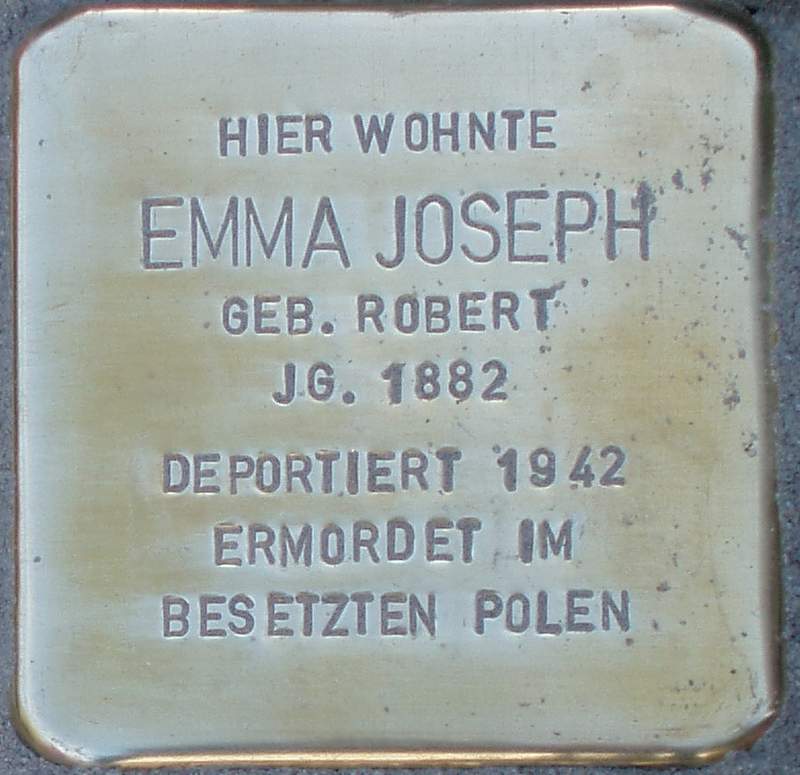 HIER WOHNTE
EMMA JOSEPH
GEB. ROBERT
JG. 1882
DEPORTIERT 1942
ERMORDET IM
BESETZTEN POLEN